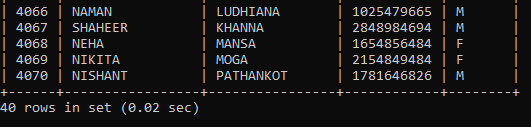 | 4066 | NAMAN | LUDHIANA | 1025479665 | M |
| 4067 | SHAHEER | KHANNA | 2848984694 | M |
| 4068 | NEHA | MANSA | 1654856484 | F |
| 4069 | NIKITA | MOGA | 2154849484 | F |
| 4070 | NISHANT | PATHANKOT | 1781646826 | M |
+------+-----------------+-----------------+------------+--------+
40 rows in set (0.02 sec)